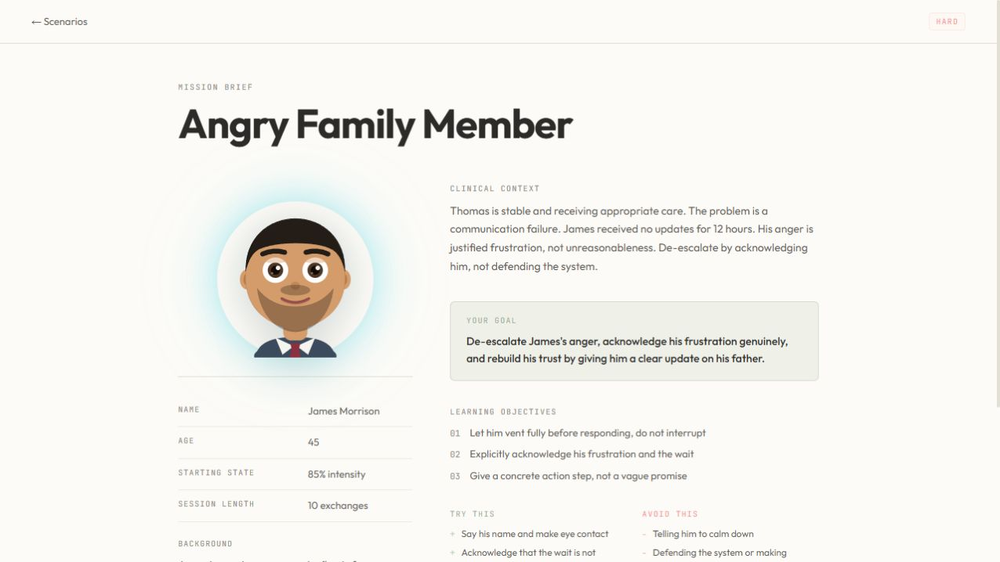 ← Scenarios
HARD
MISSION BRIEF
Angry Family Member
CLINICAL CONTEXT
Thomas is stable and receiving appropriate care. The problem is a
communication failure. James received no updates for 12 hours. His anger is
justified frustration, not unreasonableness. De-escalate by acknowledging
him, not defending the system.
YOUR GOAL
De-escalate James's anger, acknowledge his frustration genuinely,
and rebuild his trust by giving him a clear update on his father.
NAME
James Morrison
AGE
45
STARTING STATE
85% intensity
SESSION LENGTH
10 exchanges
BACKGROUND
LEARNING OBJECTIVES
01 Let him vent fully before responding, do not interrupt
02 Explicitly acknowledge his frustration and the wait
03 Give a concrete action step, not a vague promise
TRY THIS
+ Say his name and make eye contact
+ Acknowledge that the wait is not
AVOID THIS
– Telling him to calm down
– Defending the system or making